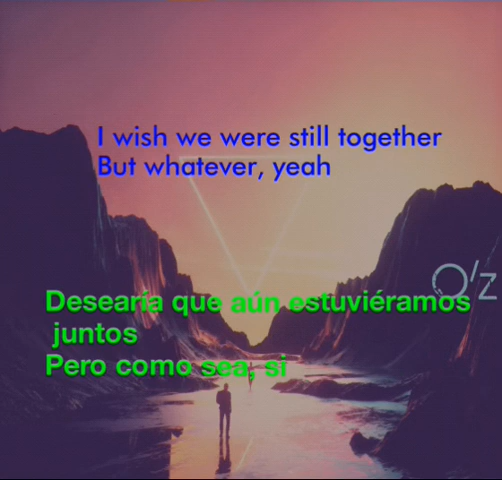 I wish we were still together
But whatever, yeah
O'z
Desearía que aún estuviéramos
juntos
Pero como sea, si